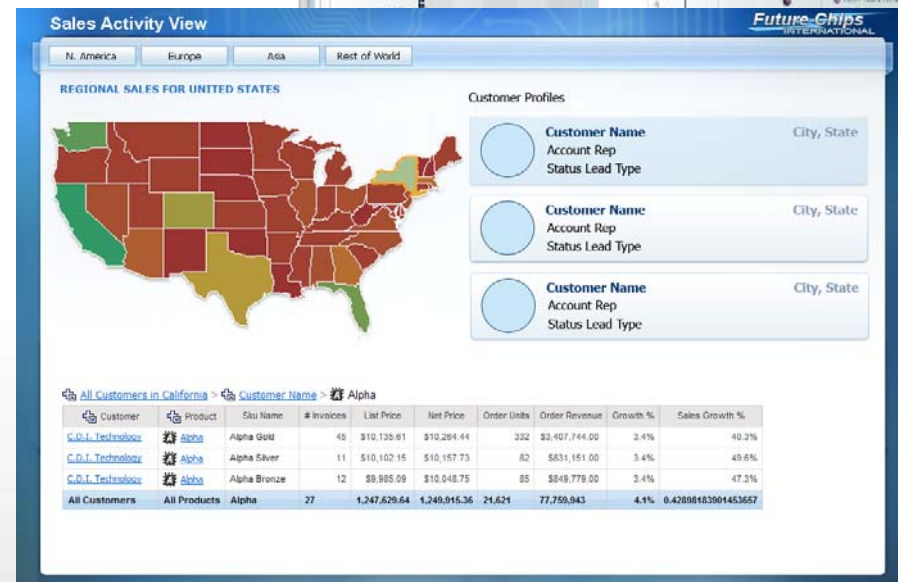 Sales Activity View
Future Chips
INTERNATIONAL
N. America Europe Asia Rest of World
REGIONAL SALES FOR UNITED STATES
Customer Profiles
Customer Name City, State
Account Rep
Status Lead Type
Customer Name City, State
Account Rep
Status Lead Type
Customer Name City, State
Account Rep
Status Lead Type
All Customers in California > Customer Name > Alpha
Customer Product Sku Name # Invoices List Price Net Price Order Units Order Revenue Growth % Sales Growth %
C.D.I. Technology Alpha Alpha Gold 45 $10,135.61 $10,264.44 332 $3,407,744.00 3.4% 40.3%
C.D.I. Technology Alpha Alpha Silver 11 $10,102.15 $10,157.73 82 $831,151.00 3.4% 49.6%
C.D.I. Technology Alpha Alpha Bronze 12 $9,985.09 $10,048.75 85 $849,779.00 3.4% 47.3%
All Customers All Products Alpha 27 1,247,629.64 1,249,915.36 21,621 77,759,943 4.1% 0.42898183901453657